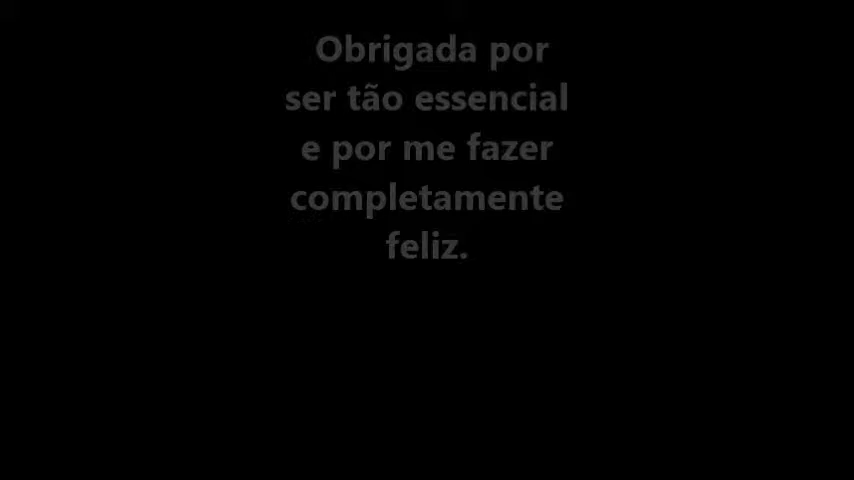 Obrigada por
ser tão essencial
e por me fazer
completamente
feliz.